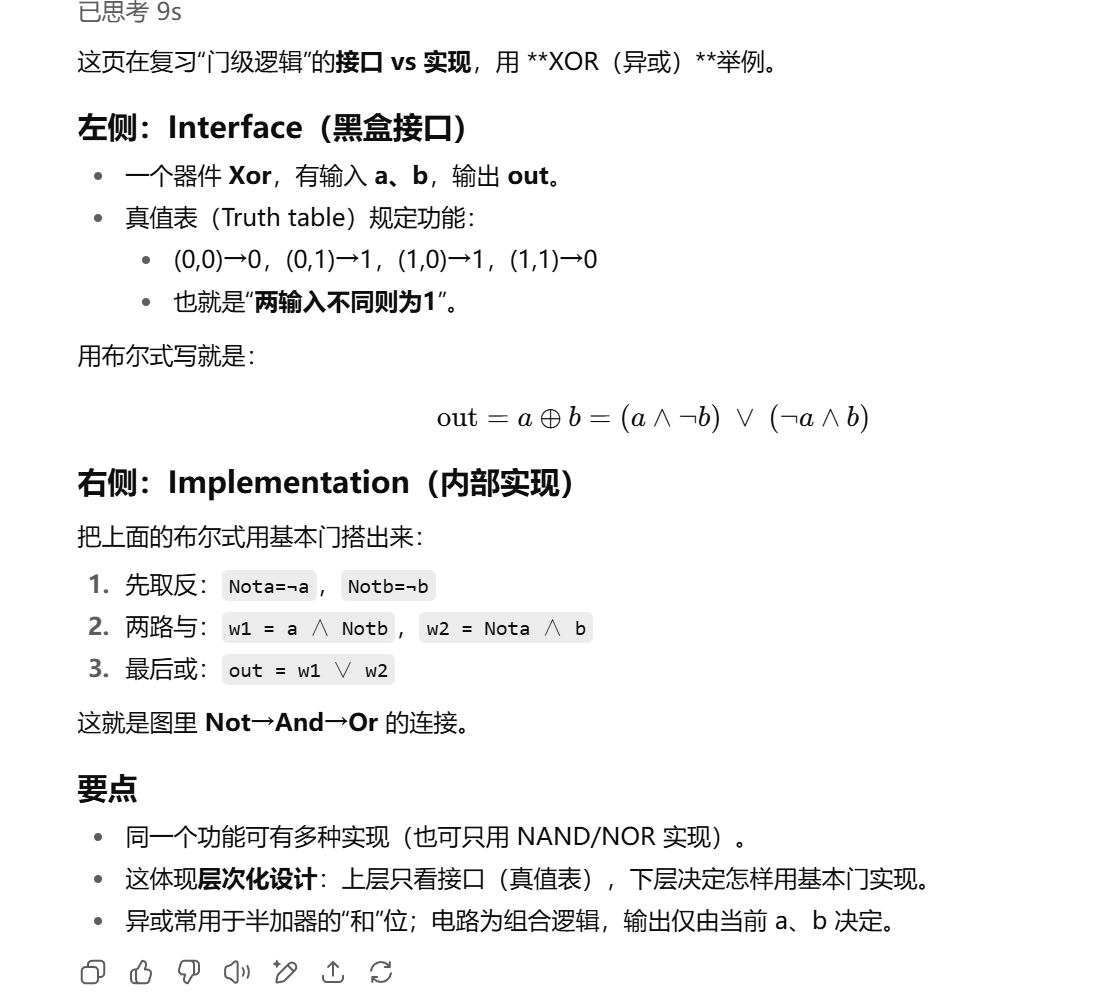 已思考 9s
这页在复习“门级逻辑”的接口 vs 实现，用 **XOR（异或）**举例。
左侧：Interface（黑盒接口）
• 一个器件 Xor，有输入 a、b，输出 out。
• 真值表（Truth table）规定功能：
• (0,0)→0，(0,1)→1，(1,0)→1，(1,1)→0
• 也就是“两输入不同则为1”。
用布尔式写就是：
out = a ⊕ b = (a ∧ ¬b) ∨ (¬a ∧ b)
右侧：Implementation（内部实现）
把上面的布尔式用基本门搭出来：
1. 先取反：Nota=¬a，Notb=¬b
2. 两路与：w1 = a ∧ Notb，w2 = Nota ∧ b
3. 最后或：out = w1 ∨ w2
这就是图里 Not→And→Or 的连接。
要点
• 同一个功能可有多种实现（也可只用 NAND/NOR 实现）。
• 这体现层次化设计：上层只看接口（真值表），下层决定怎样用基本门实现。
• 异或常用于半加器的“和”位；电路为组合逻辑，输出仅由当前 a、b 决定。